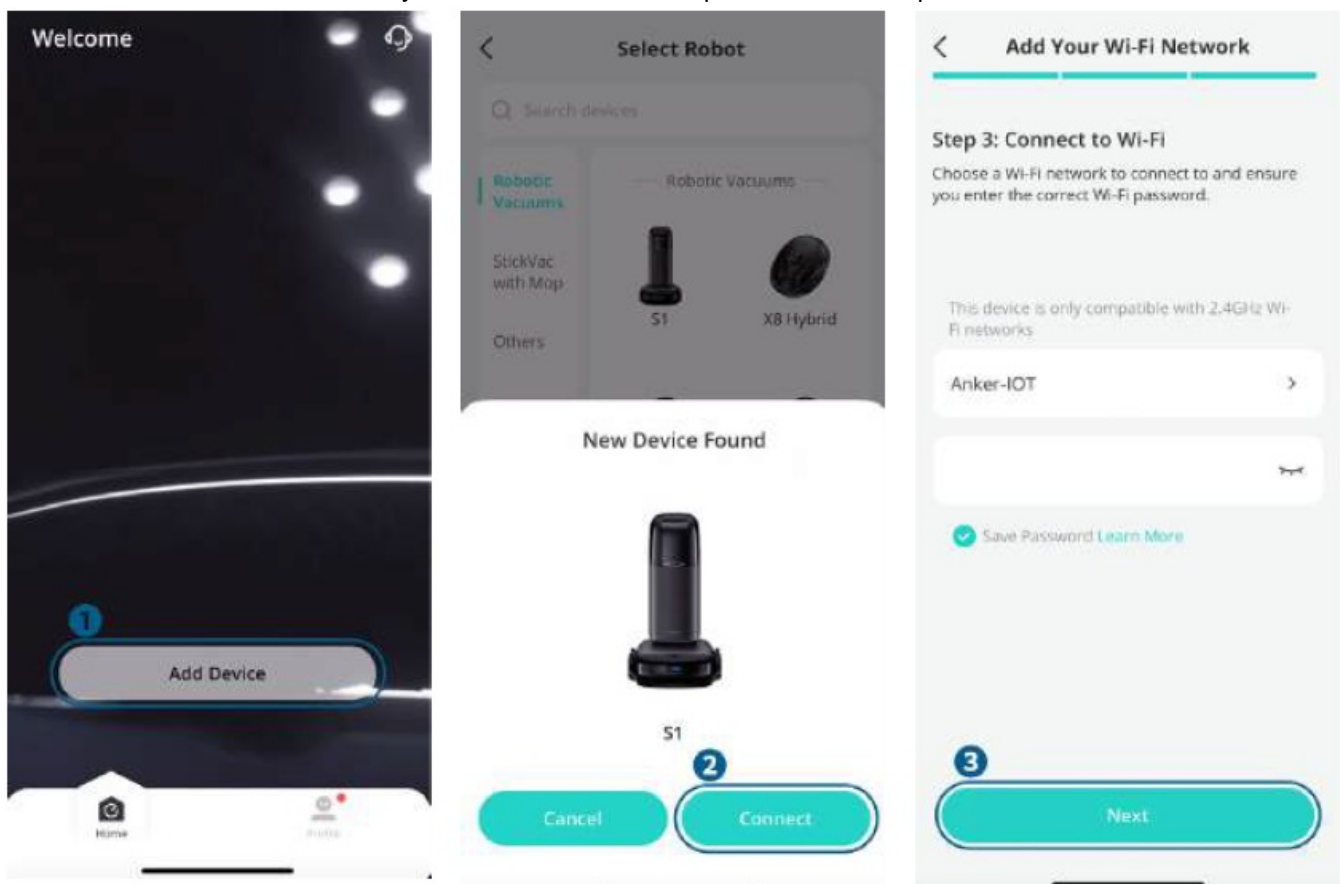 Welcome
1
Add Device
Home
Select Robot
Search devices
Robotic
Vacuums
StickVac
with Mop
Others
Robotic Vacuums
S1
X8 Hybrid
New Device Found
S1
2
Cancel
Connect
Add Your Wi-Fi Network
Step 3: Connect to Wi-Fi
Choose a Wi-Fi network to connect to and ensure
you enter the correct Wi-Fi password.
This device is only compatible with 2.4GHz Wi-
Fi networks
Anker-IOT
Save Password Learn More
3
Next